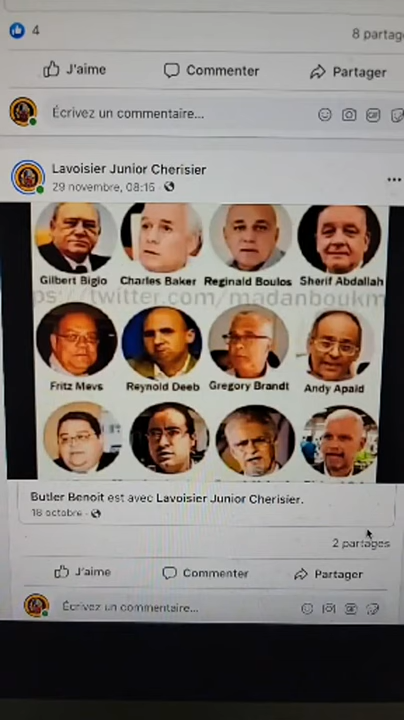 4
8 partag
J'aime
Commenter
Partager
Écrivez un commentaire...
GIF
Lavoisier Junior Cherisier
29 novembre, 08:16 ·
Gilbert Bigio
Charles Baker
Reginald Boulos
Sherif Abdallah
ps://twitter.com/madanboukm
Fritz Mevs
Reynold Deeb
Gregory Brandt
Andy Apaid
Butler Benoit est avec Lavoisier Junior Cherisier.
18 octobre ·
2 partages
J'aime
Commenter
Partager
Écrivez un commentaire...